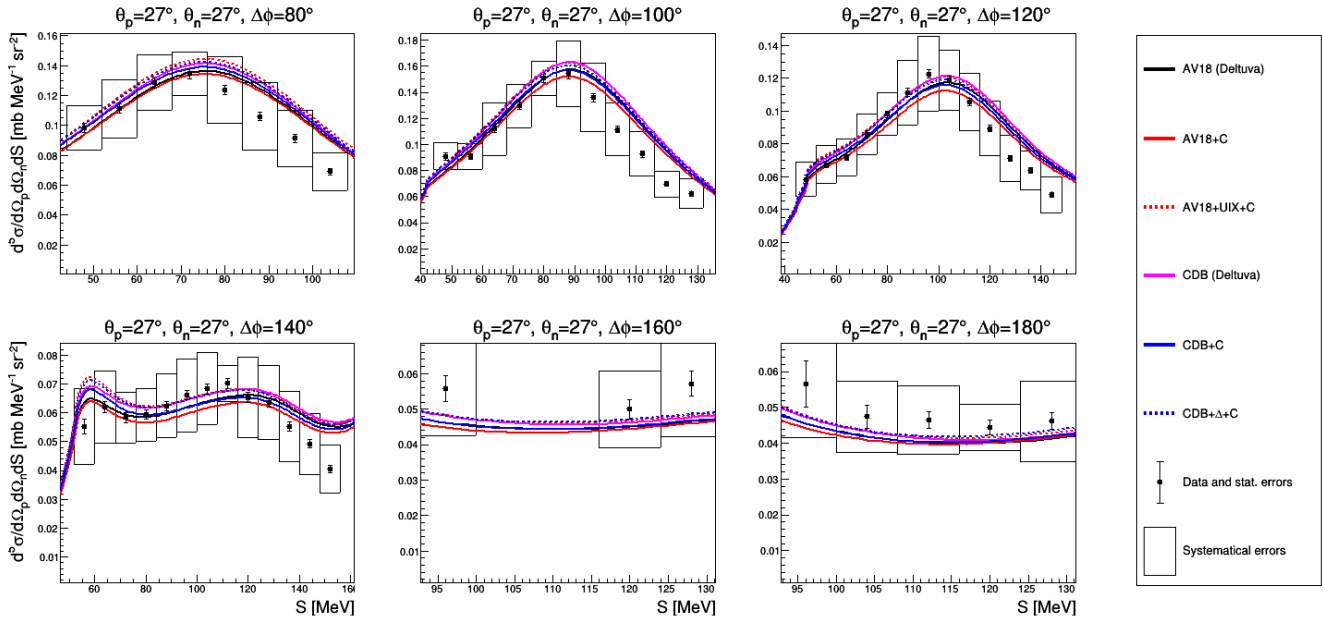 θp=27°, θn=27°, Δϕ=80°
θp=27°, θn=27°, Δϕ=100°
θp=27°, θn=27°, Δϕ=120°
d⁵σ/dΩpdΩndS [mb MeV⁻¹ sr⁻²]
0.16
0.14
0.12
0.1
0.08
0.06
0.04
0.02
50 60 70 80 90 100
0.18
0.16
0.14
0.12
0.1
0.08
0.06
0.04
0.02
40 50 60 70 80 90 100 110 120 130
0.14
0.12
0.1
0.08
0.06
0.04
0.02
40 60 80 100 120 140
θp=27°, θn=27°, Δϕ=140°
θp=27°, θn=27°, Δϕ=160°
θp=27°, θn=27°, Δϕ=180°
d⁵σ/dΩpdΩndS [mb MeV⁻¹ sr⁻²]
0.08
0.07
0.06
0.05
0.04
0.03
0.02
0.01
60 80 100 120 140 160
S [MeV]
0.06
0.05
0.04
0.03
0.02
0.01
95 100 105 110 115 120 125 130
S [MeV]
0.06
0.05
0.04
0.03
0.02
0.01
95 100 105 110 115 120 125 130
S [MeV]
AV18 (Deltuva)
AV18+C
AV18+UIX+C
CDB (Deltuva)
CDB+C
CDB+Δ+C
Data and stat. errors
Systematical errors